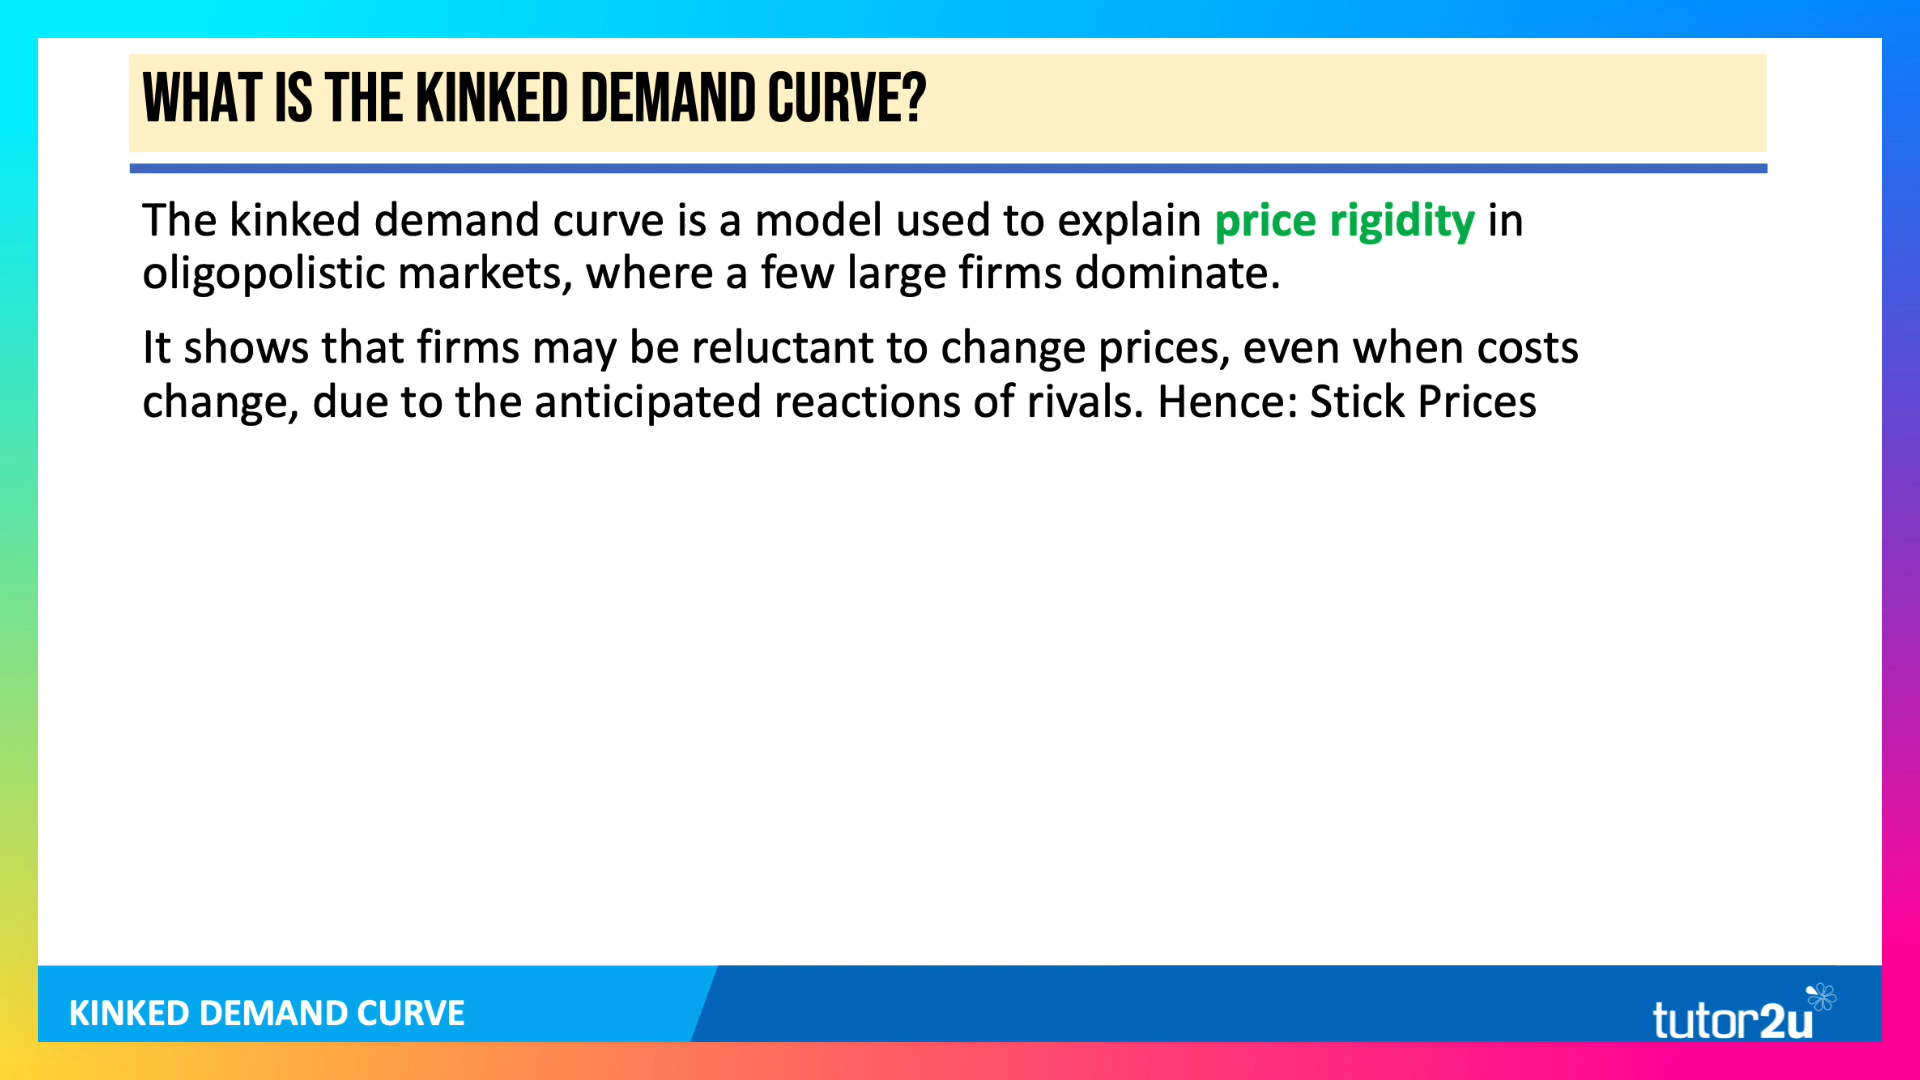 WHAT IS THE KINKED DEMAND CURVE?
The kinked demand curve is a model used to explain price rigidity in
oligopolistic markets, where a few large firms dominate.
It shows that firms may be reluctant to change prices, even when costs
change, due to the anticipated reactions of rivals. Hence: Stick Prices
KINKED DEMAND CURVE
tutor2u